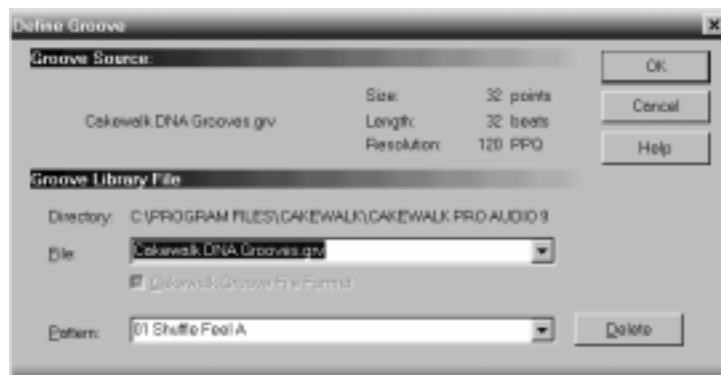 Define Groove
Groove Source:
OK
Size: 32 points
Cakewalk DNA Grooves.grv
Length: 32 beats
Cancel
Resolution: 120 PPQ
Help
Groove Library File
Directory: C:\PROGRAM FILES\CAKEWALK\CAKEWALK PRO AUDIO 9
File: Cakewalk DNA Grooves.grv
Cakewalk Groove File Format
Pattern: 01 Shuffle Feel A
Delete